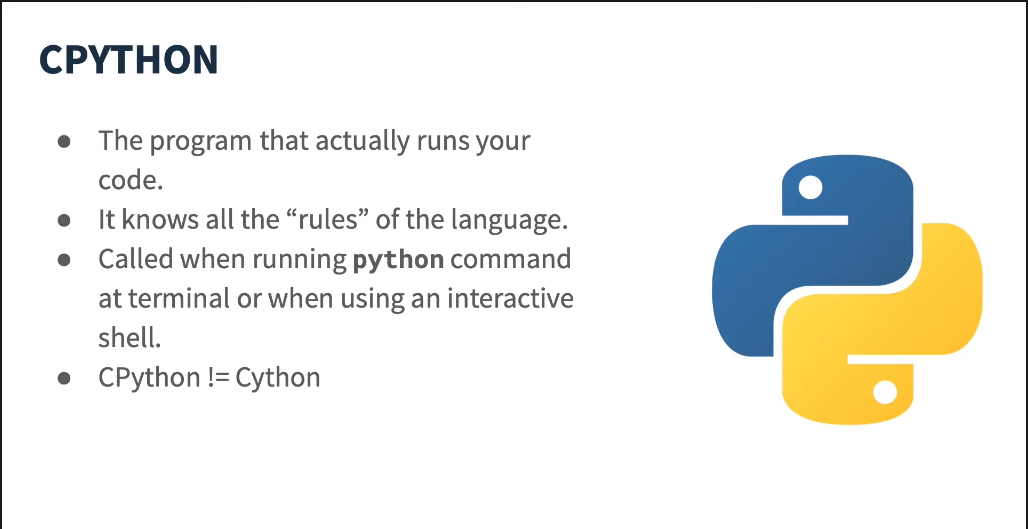 CPYTHON
● The program that actually runs your
code.
● It knows all the “rules” of the language.
● Called when running python command
at terminal or when using an interactive
shell.
● CPython != Cython